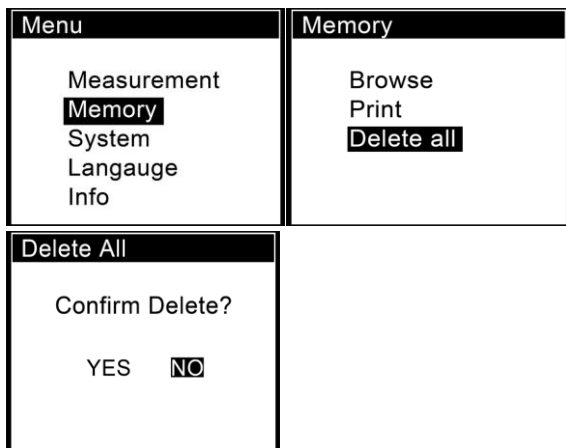 Menu
Measurement
Memory
System
Langauge
Info
Memory
Browse
Print
Delete all
Delete All
Confirm Delete?
YES NO